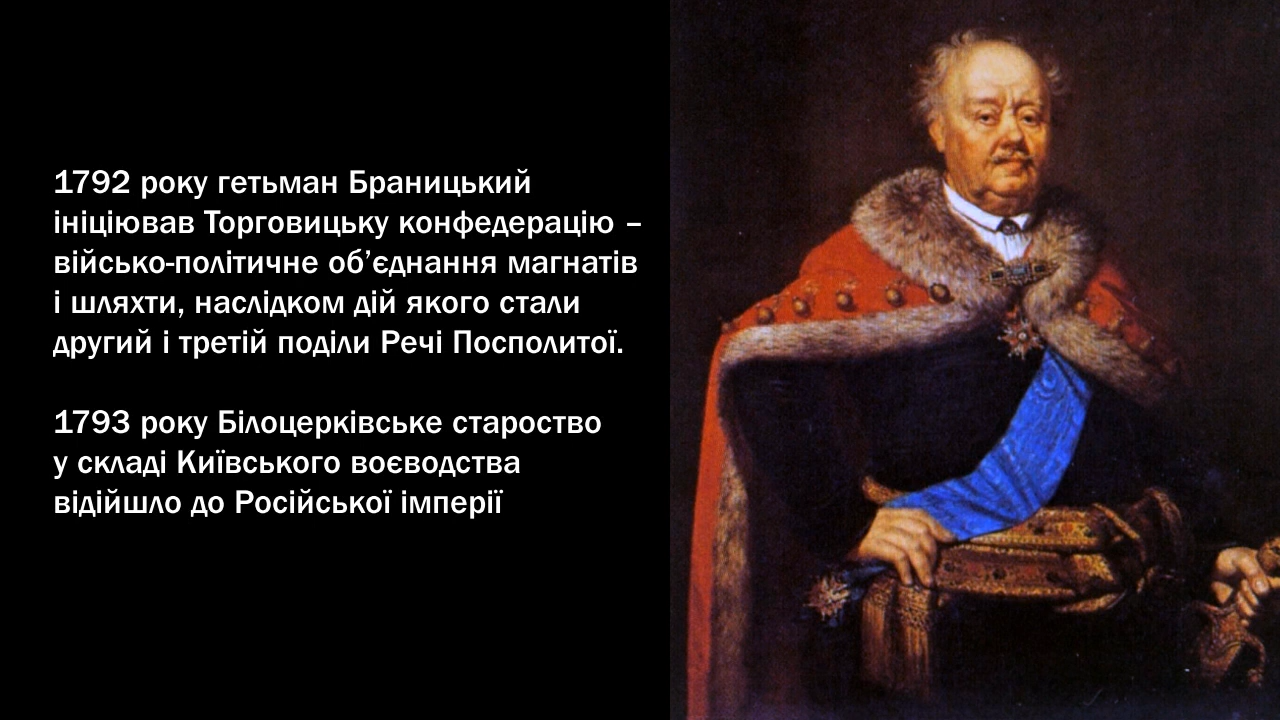 1792 року гетьман Браницький
ініціював Торговицьку конфедерацію –
військо-політичне об’єднання магнатів
і шляхти, наслідком дій якого стали
другий і третій поділи Речі Посполитої.
1793 року Білоцерківське староство
у складі Київського воєводства
відійшло до Російської імперії